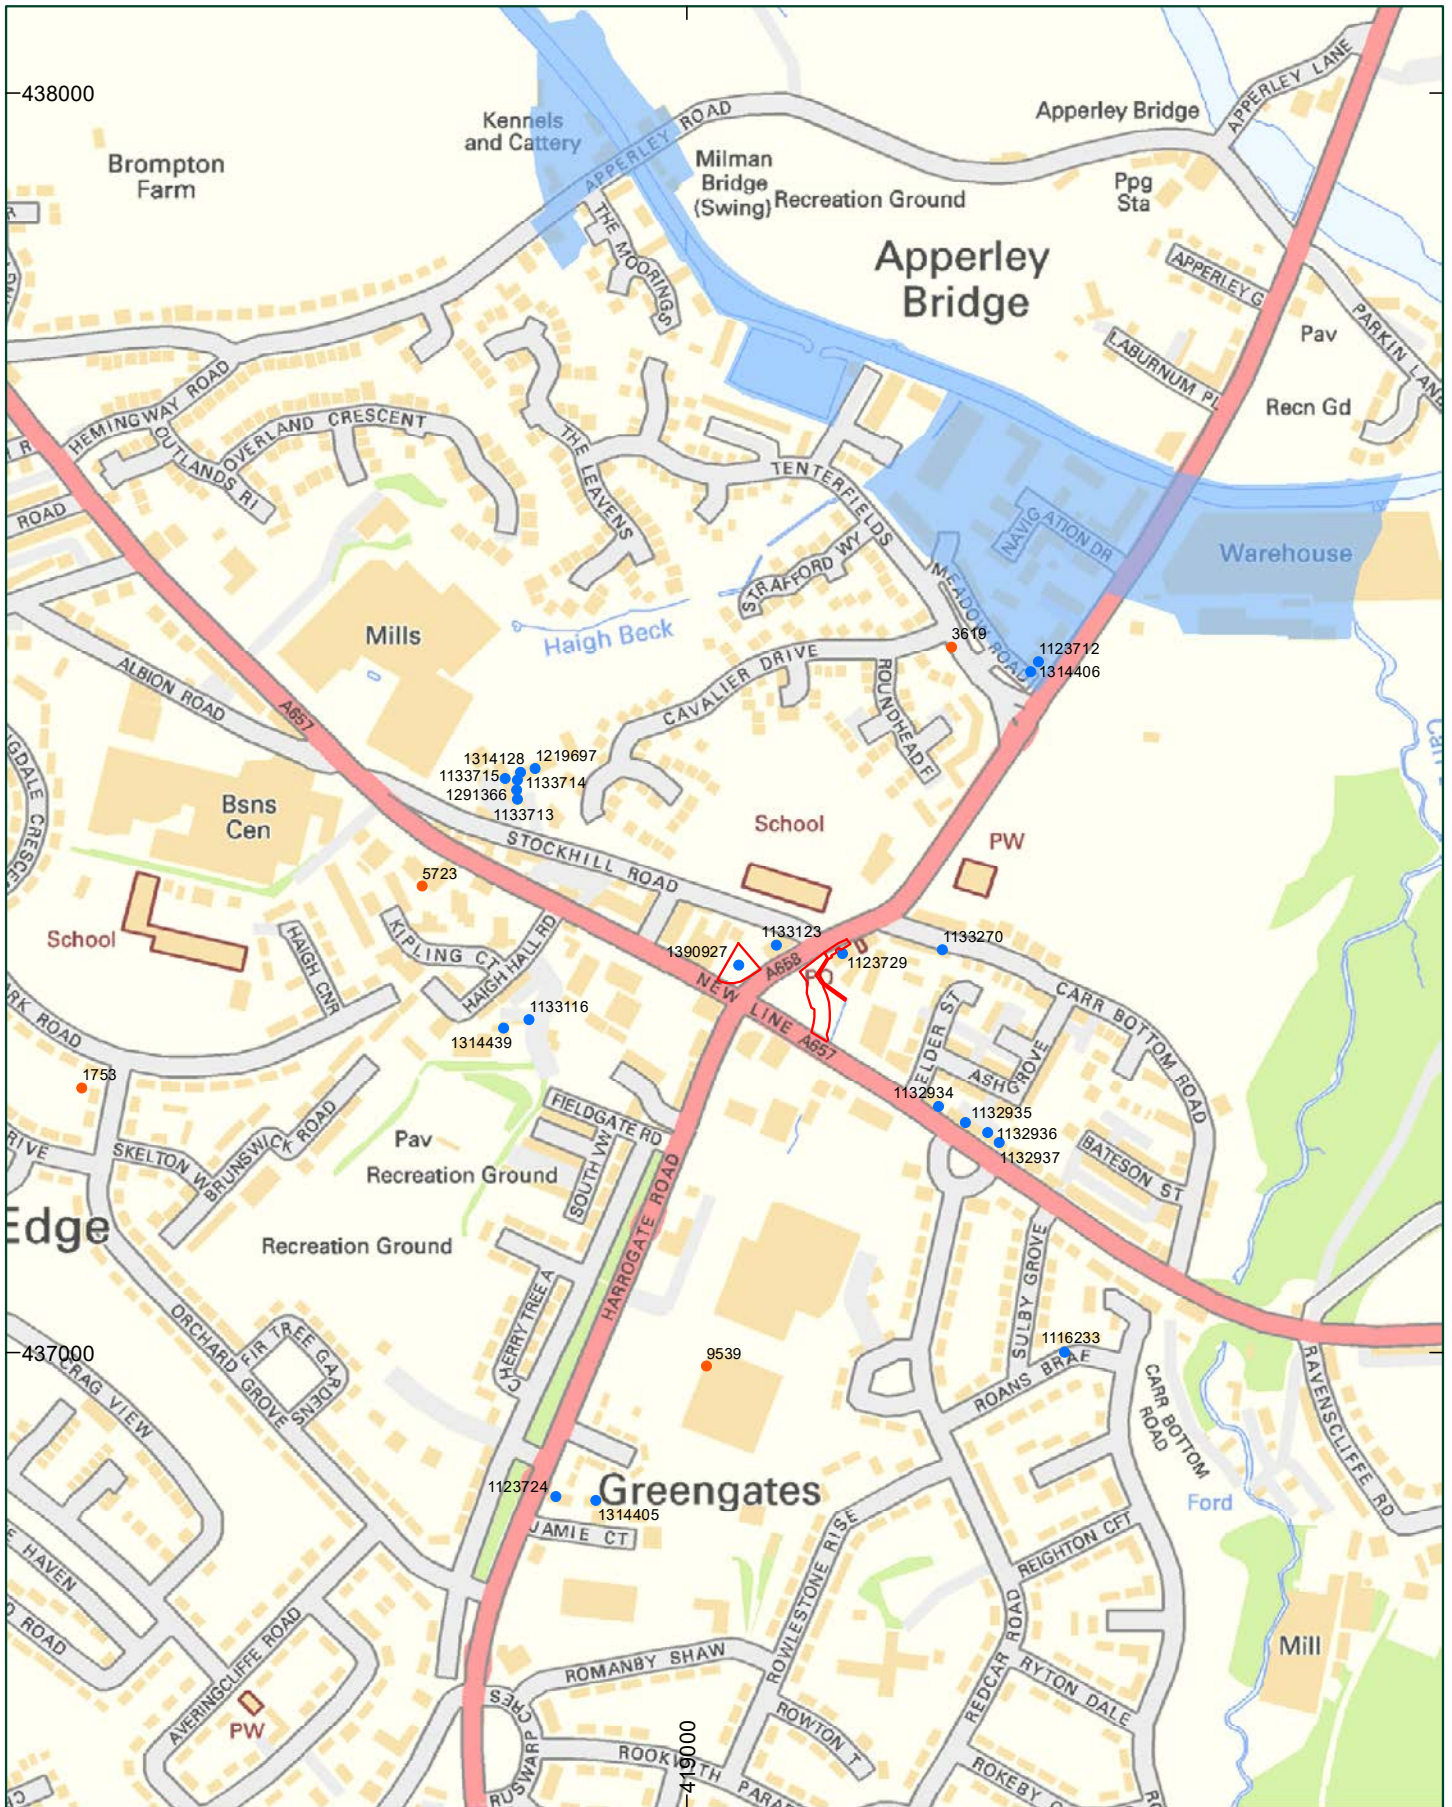 438000
Kennels
and Cattery
APPERLEY ROAD
Apperley Bridge
APPERLEY LANE
Brompton
Farm
Milman
Bridge
(Swing)
Recreation Ground
Ppg
Sta
THE MOORINGS
Apperley
Bridge
APPERLEY G
Pav
PARKIN LANE
LABURNUM PL
HEMINGWAY ROAD
Recn Gd
OUTLANDS RI
OVERLAND CRESCENT
THE LEAVENS
TENTERFIELDS
ROAD
NAVIGATION DR
Warehouse
STRAFFORD WY
MEADOW ROAD
Mills
Haigh Beck
3619
1123712
1314406
ALBION ROAD
A657
CAVALIER DRIVE
ROUNDHEAD F
1314128
1219697
1133715
1133714
1291366
1133713
Bsns
Cen
STOCKHILL ROAD
School
PW
5723
School
KIPLING CT
HAIGH HALL RD
HAIGH CNR
1390927
1133123
A658
PO
1123729
1133270
NEW LINE A657
CARR BOTTOM ROAD
ARK ROAD
1133116
1314439
ELDER ST
ASHGROVE
1753
1132934
1132935
1132936
1132937
FIELDGATE RD
BATESON ST
RIVE
SKELTON W
BRUNSWICK ROAD
Pav
Recreation Ground
SOUTH VW
Edge
Recreation Ground
HARROGATE ROAD
SULBY GROVE
CHERRY TREE A
ORCHARD GROVE
FIR TREE GARDENS
437000
9539
1116233
ROANS BRAE
CRAG VIEW
CARR BOTTOM
ROAD
RAVENSCLIFFE RD
1123724
Greengates
1314405
JAMIE CT
Ford
E HAVEN
ROWLESTONE RISE
REIGHTON CFT
ROAD
AVERINGCLIFFE ROAD
Mill
ROMANBY SHAW
REDCAR ROAD
RYTON DALE
PW
RUSWARP CRES
ROWTON T
419000
ROKEBY